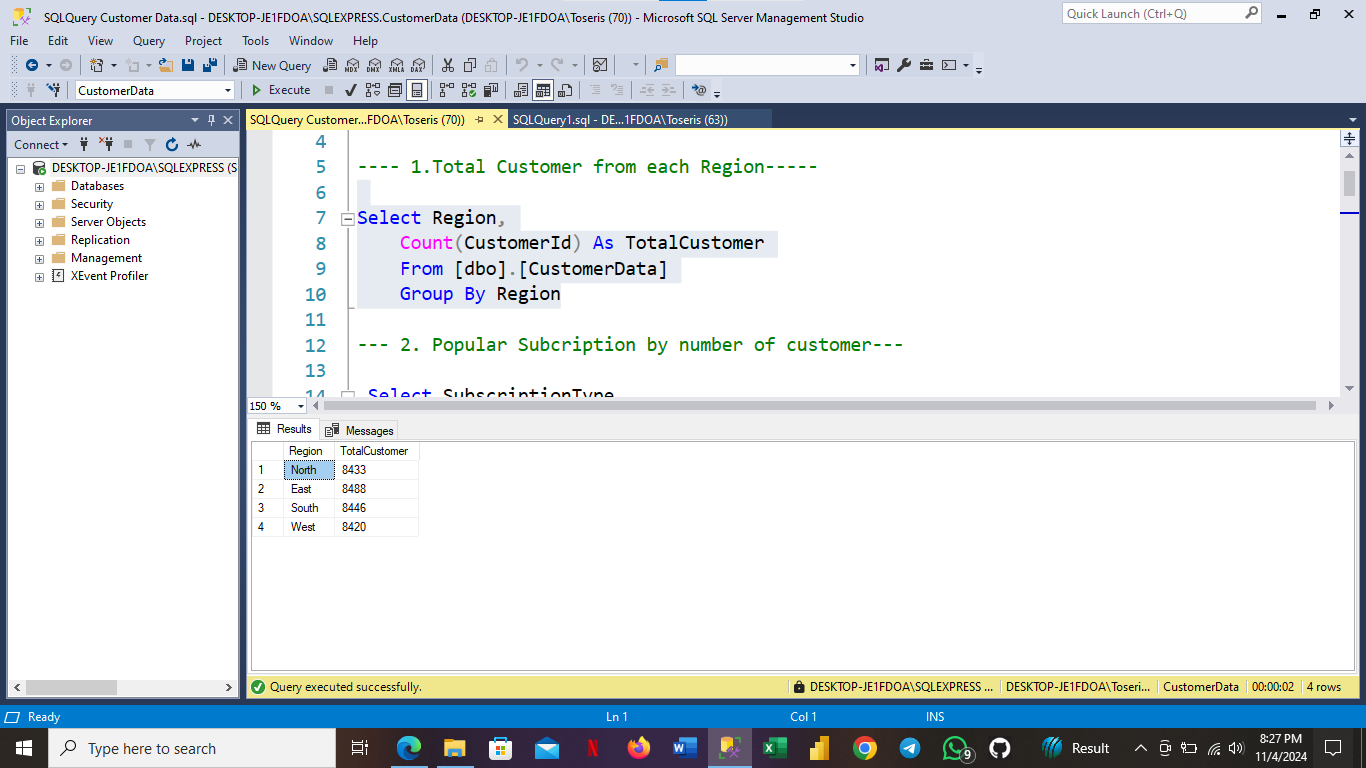 SQLQuery Customer Data.sql - DESKTOP-JE1FDOA\SQLEXPRESS.CustomerData (DESKTOP-JE1FDOA\Toseris (70)) - Microsoft SQL Server Management Studio
Quick Launch (Ctrl+Q)
File Edit View Query Project Tools Window Help
New Query MDX DMX XMLA DAX
CustomerData Execute
Object Explorer
SQLQuery Customer...FDOA\Toseris (70)) SQLQuery1.sql - DE...1FDOA\Toseris (63))
Connect
DESKTOP-JE1FDOA\SQLEXPRESS (S
Databases
Security
Server Objects
Replication
Management
XEvent Profiler
4
5 ---- 1.Total Customer from each Region-----
6
7 Select Region,
8 Count(CustomerId) As TotalCustomer
9 From [dbo].[CustomerData]
10 Group By Region
11
12 --- 2. Popular Subcription by number of customer---
13
14 Select SubscriptionType
150 %
Results Messages
Region TotalCustomer
1 North 8433
2 East 8488
3 South 8446
4 West 8420
Query executed successfully. DESKTOP-JE1FDOA\SQLEXPRESS ... DESKTOP-JE1FDOA\Toseri... CustomerData 00:00:02 4 rows
Ready Ln 1 Col 1 INS
Type here to search
9
Result
8:27 PM
11/4/2024